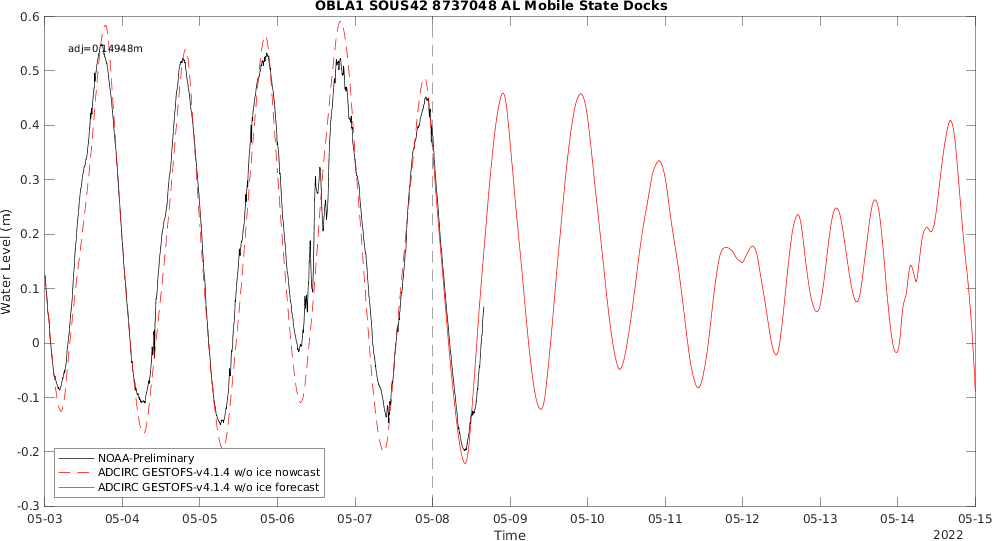 OBLA1 SOUS42 8737048 AL Mobile State Docks
adj=0.14948m
0.6
0.5
0.4
0.3
0.2
0.1
0
-0.1
-0.2
-0.3
Water Level (m)
NOAA-Preliminary
ADCIRC GESTOFS-v4.1.4 w/o ice nowcast
ADCIRC GESTOFS-v4.1.4 w/o ice forecast
05-03 05-04 05-05 05-06 05-07 05-08 05-09 05-10 05-11 05-12 05-13 05-14 05-15
Time
2022